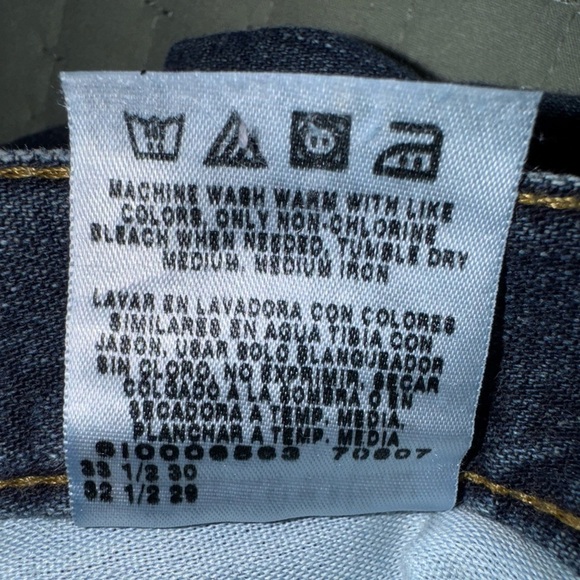 MACHINE WASH WARM WITH LIKE
COLORS. ONLY NON-CHLORINE
BLEACH WHEN NEEDED. TUMBLE DRY
MEDIUM. MEDIUM IRON
LAVAR EN LAVADORA CON COLORES
SIMILARES EN AGUA TIBIA CON
JABON. USAR SOLO BLANQUEADOR
SIN CLORO. NO EXPRIMIR. SECAR
COLGADO A LA SOMBRA O EN
SECADORA A TEMP. MEDIA.
PLANCHAR A TEMP. MEDIA.
70807
33 1/2 30
32 1/2 29